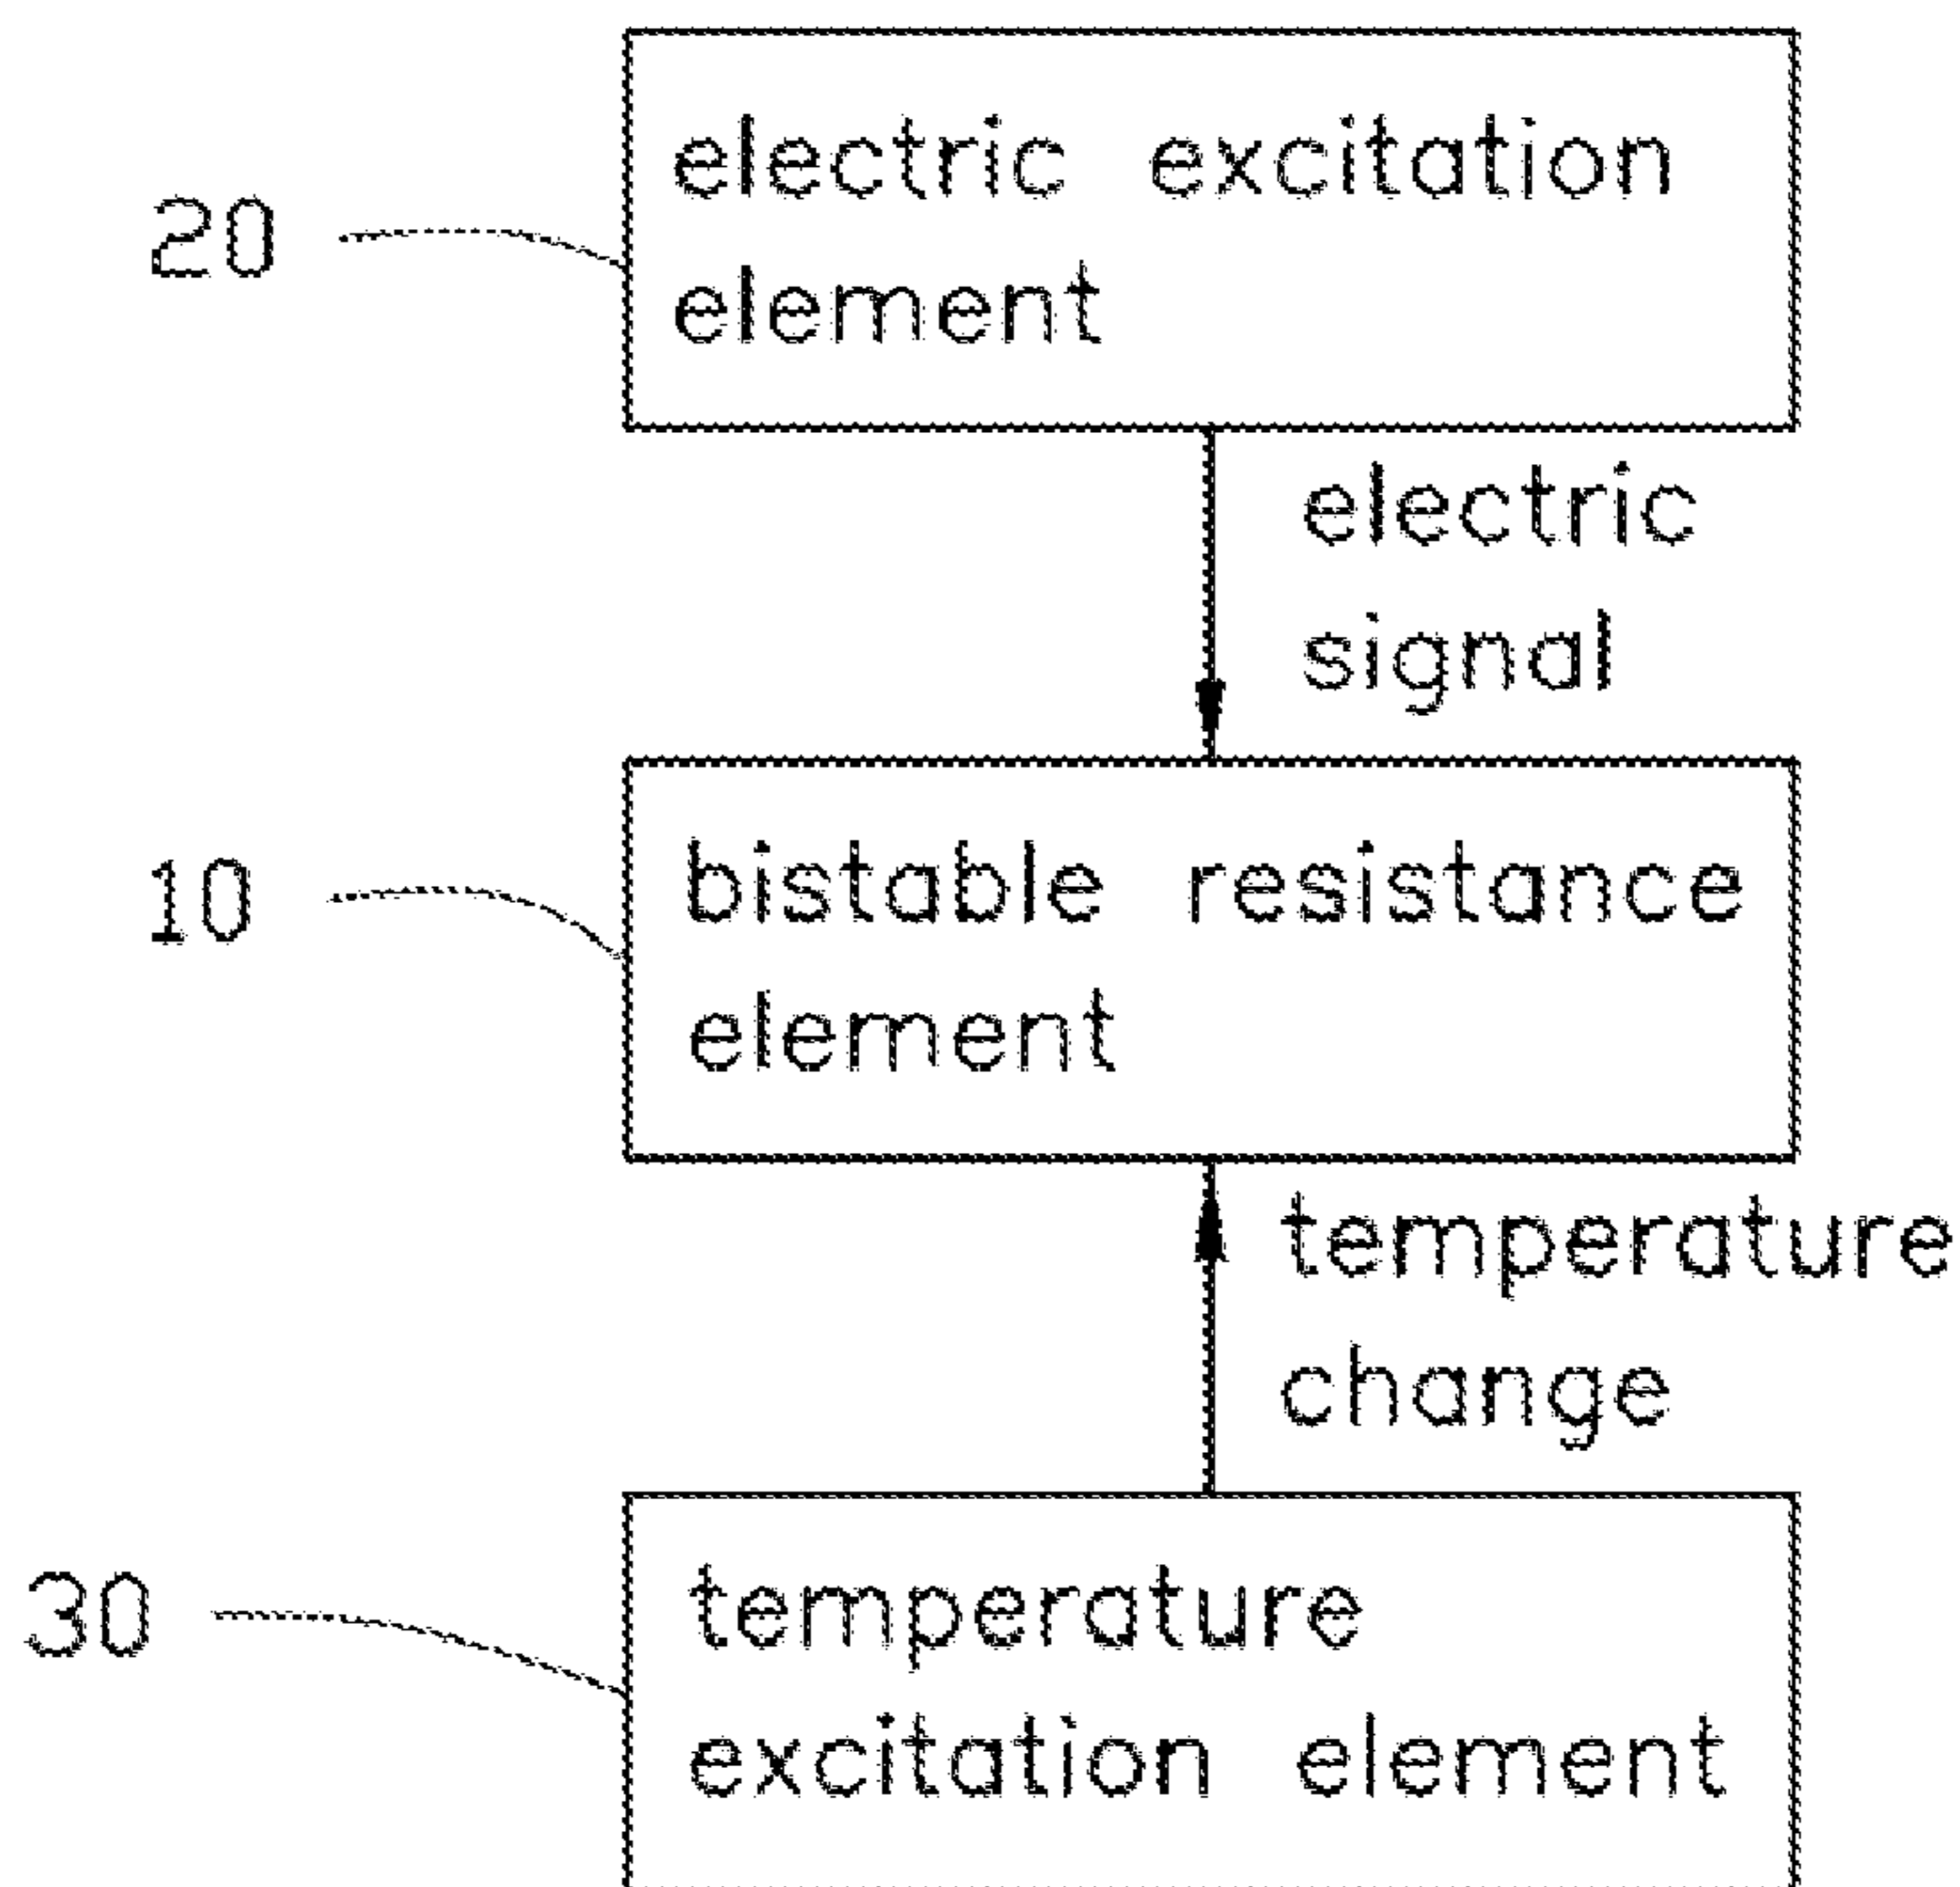 20
electric excitation
element
electric
signal
10
bistable resistance
element
temperature
change
30
temperature
excitation element